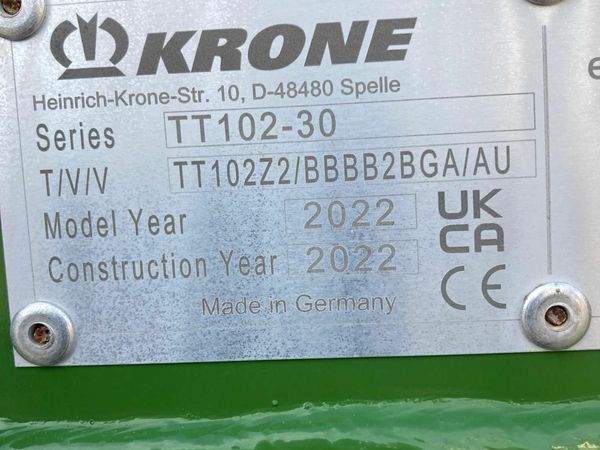 KRONE
Heinrich-Krone-Str. 10, D-48480 Spelle
Series TT102-30
T/V/V TT102Z2/BBBB2BGA/AU
Model Year 2022
Construction Year 2022
UK
CA
CE
Made in Germany